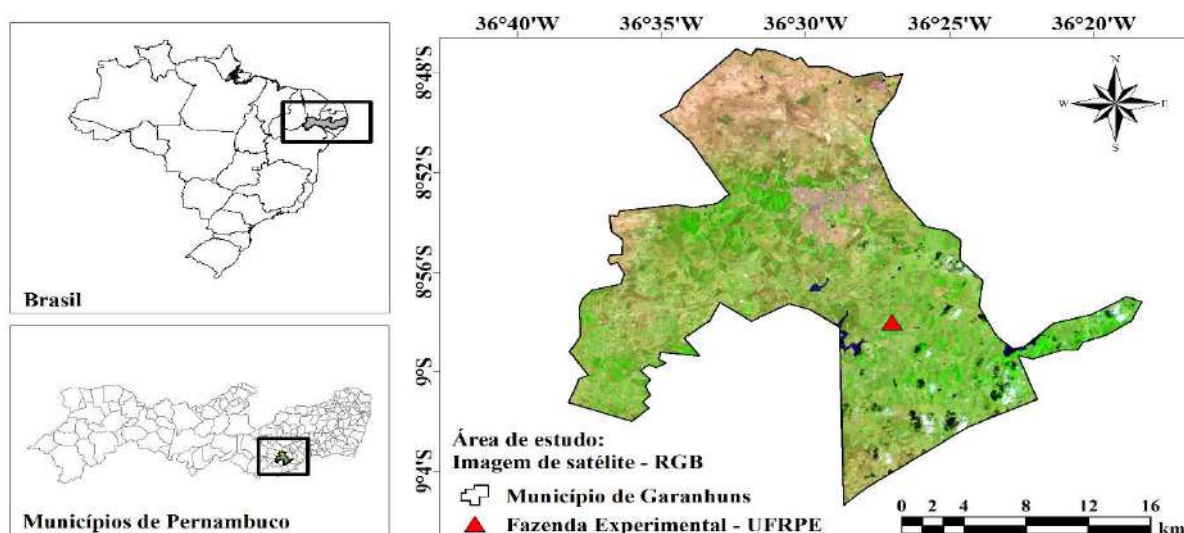 Brasil
Municípios de Pernambuco
36°40'W 36°35'W 36°30'W 36°25'W 36°20'W
8°48'S
8°52'S
8°56'S
9°S
9°4'S
N
W E
S
Área de estudo:
Imagem de satélite - RGB
Município de Garanhuns
Fazenda Experimental - UFRPE
0 2 4 8 12 16
km